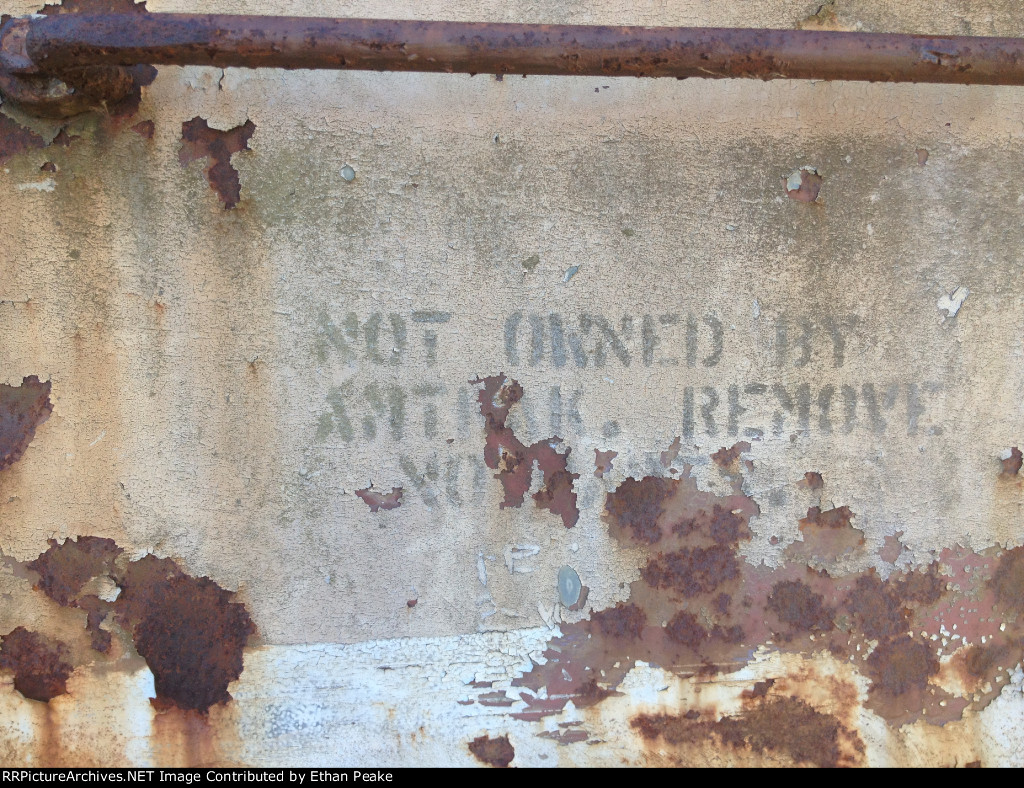 NOT OWNED BY
AMTRAK. REMOVE
RRPictureArchives.NET Image Contributed by Ethan Peake